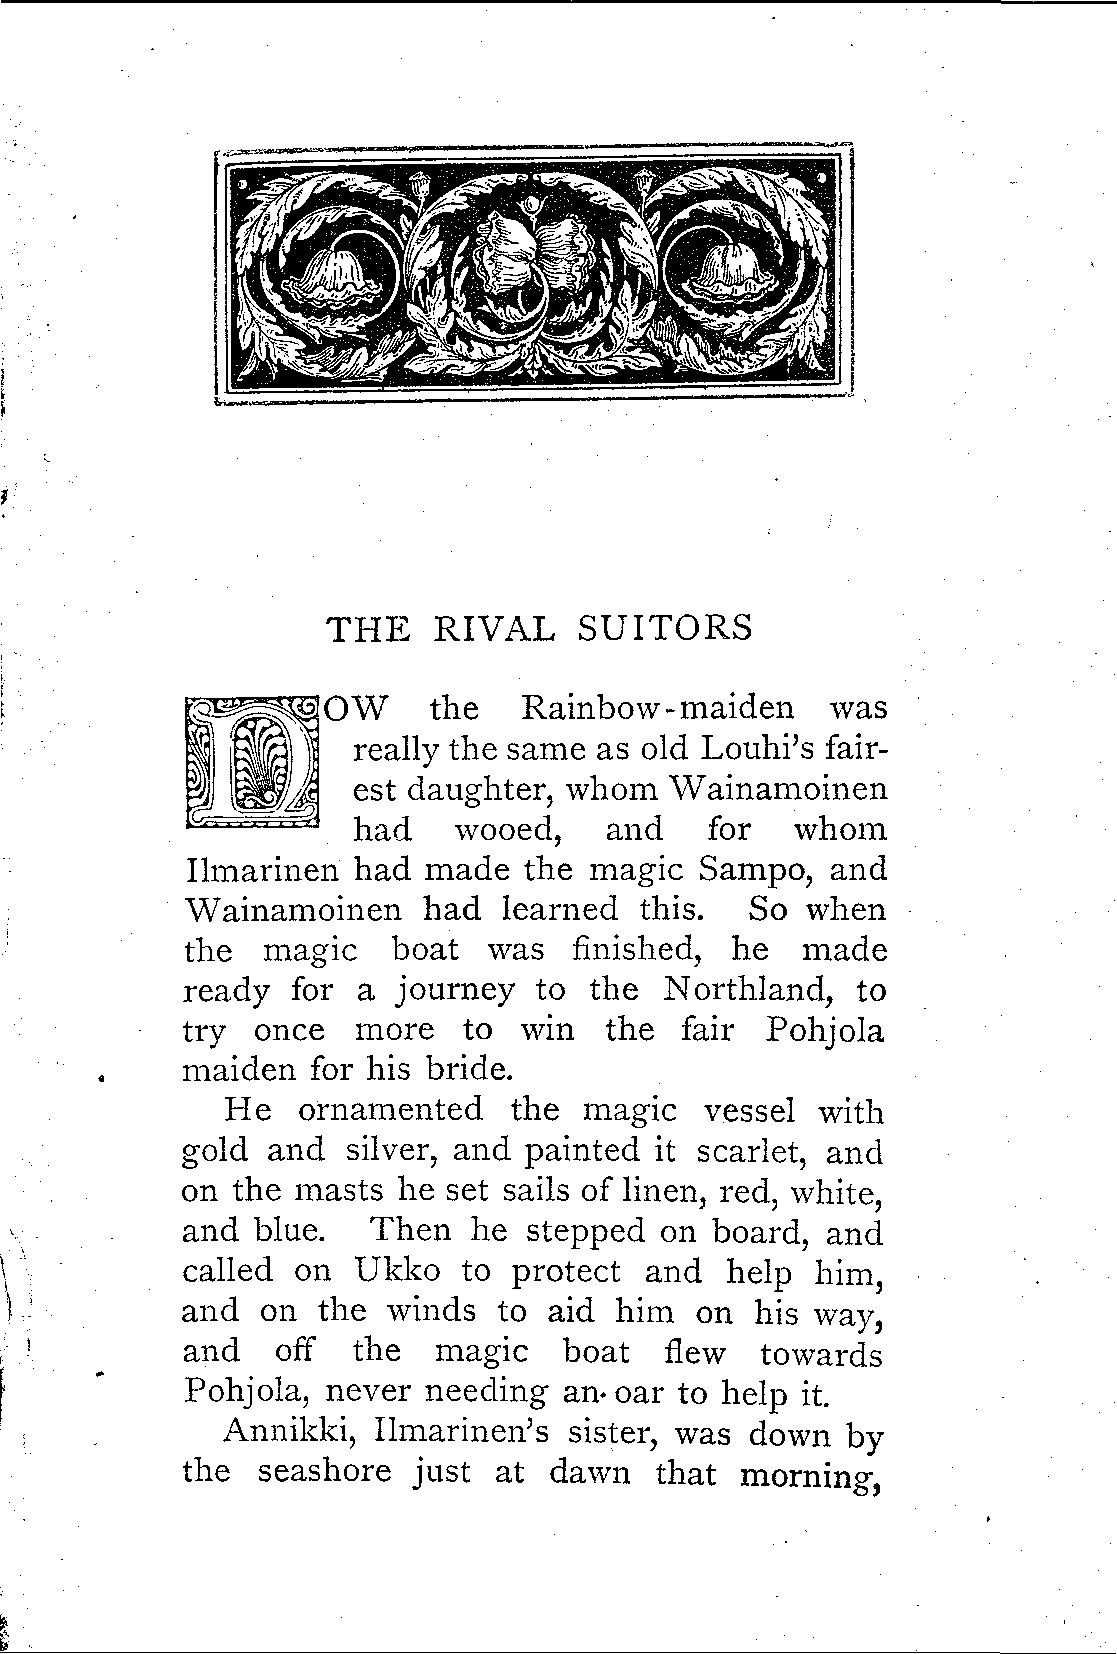 THE RIVAL SUITORS
NOW the Rainbow-maiden was
really the same as old Louhi's fair-
est daughter, whom Wainamoinen
had wooed, and for whom
Ilmarinen had made the magic Sampo, and
Wainamoinen had learned this. So when
the magic boat was finished, he made
ready for a journey to the Northland, to
try once more to win the fair Pohjola
maiden for his bride.
He ornamented the magic vessel with
gold and silver, and painted it scarlet, and
on the masts he set sails of linen, red, white,
and blue. Then he stepped on board, and
called on Ukko to protect and help him,
and on the winds to aid him on his way,
and off the magic boat flew towards
Pohjola, never needing an oar to help it.
Annikki, Ilmarinen's sister, was down by
the seashore just at dawn that morning,